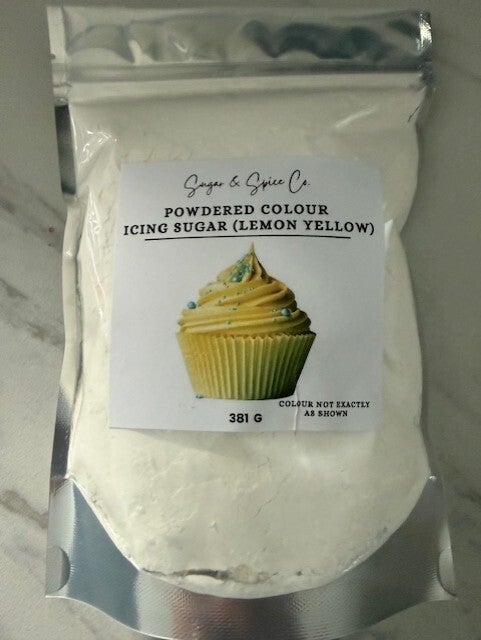 Sugar & Spice Co.
POWDERED COLOUR
ICING SUGAR (LEMON YELLOW)
COLOUR NOT EXACTLY
AS SHOWN
381 G